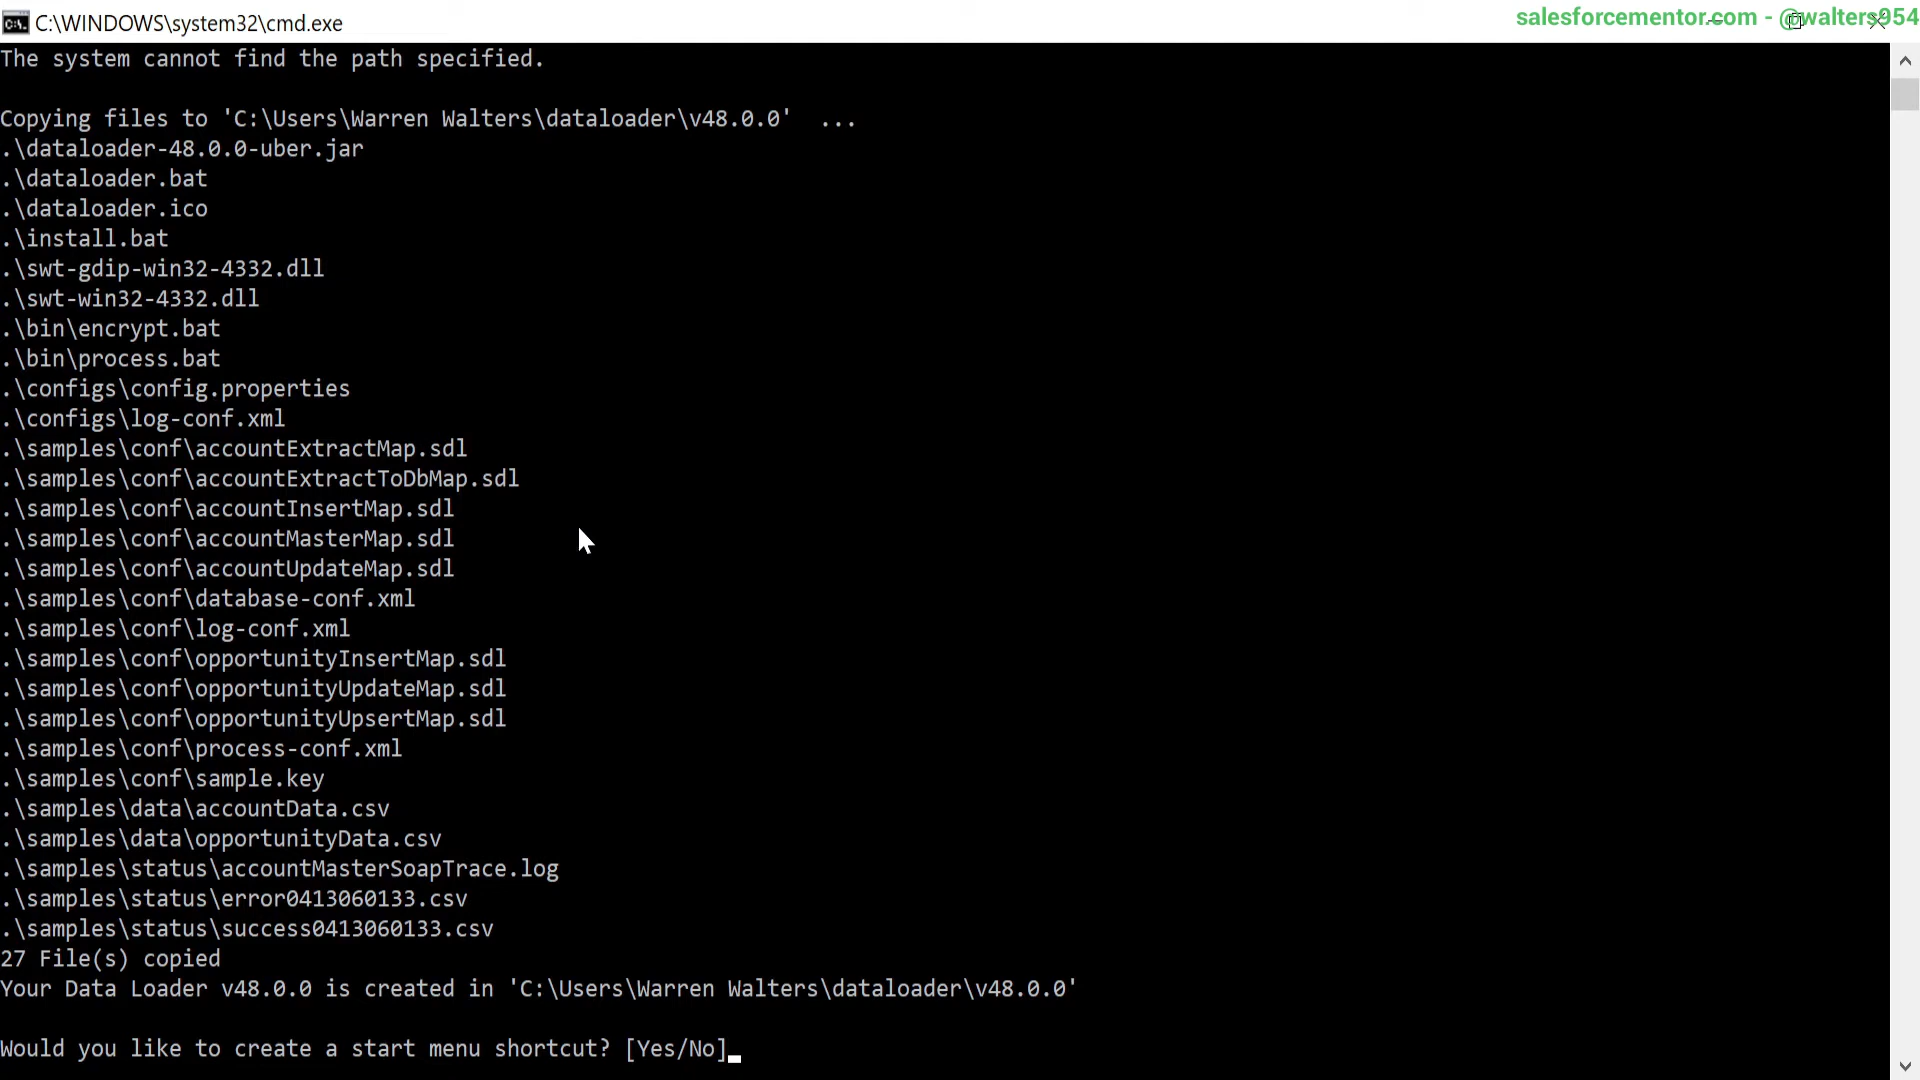 C:\WINDOWS\system32\cmd.exe
salesforcementor.com - @walters954
The system cannot find the path specified.
Copying files to 'C:\Users\Warren Walters\dataloader\v48.0.0'  ...
.\dataloader-48.0.0-uber.jar
.\dataloader.bat
.\dataloader.ico
.\install.bat
.\swt-gdip-win32-4332.dll
.\swt-win32-4332.dll
.\bin\encrypt.bat
.\bin\process.bat
.\configs\config.properties
.\configs\log-conf.xml
.\samples\conf\accountExtractMap.sdl
.\samples\conf\accountExtractToDbMap.sdl
.\samples\conf\accountInsertMap.sdl
.\samples\conf\accountMasterMap.sdl
.\samples\conf\accountUpdateMap.sdl
.\samples\conf\database-conf.xml
.\samples\conf\log-conf.xml
.\samples\conf\opportunityInsertMap.sdl
.\samples\conf\opportunityUpdateMap.sdl
.\samples\conf\opportunityUpsertMap.sdl
.\samples\conf\process-conf.xml
.\samples\conf\sample.key
.\samples\data\accountData.csv
.\samples\data\opportunityData.csv
.\samples\status\accountMasterSoapTrace.log
.\samples\status\error0413060133.csv
.\samples\status\success0413060133.csv
27 File(s) copied
Your Data Loader v48.0.0 is created in 'C:\Users\Warren Walters\dataloader\v48.0.0'
Would you like to create a start menu shortcut? [Yes/No]